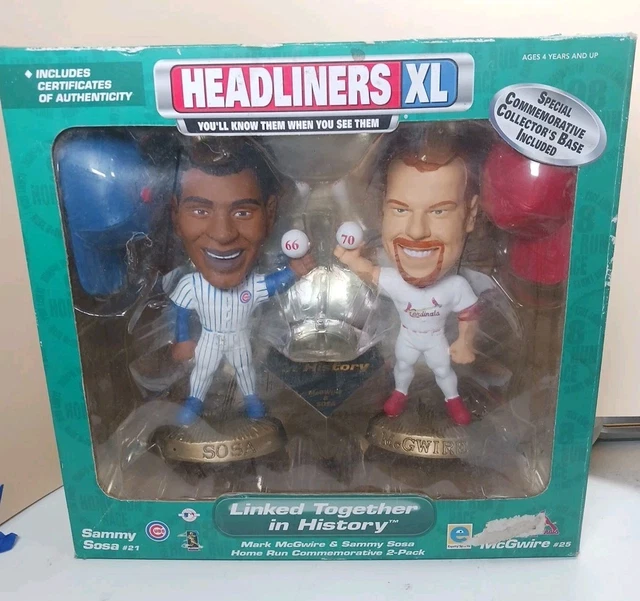 INCLUDES
CERTIFICATES
OF AUTHENTICITY
HEADLINERS XL
YOU'LL KNOW THEM WHEN YOU SEE THEM
AGES 4 YEARS AND UP
SPECIAL
COMMEMORATIVE
COLLECTOR'S BASE
INCLUDED
66
70
Cardinals
History
SOSA
McGWIRE
Linked Together
in History™
Mark McGwire & Sammy Sosa
Home Run Commemorative 2-Pack
Sammy
Sosa #21
McGwire #25